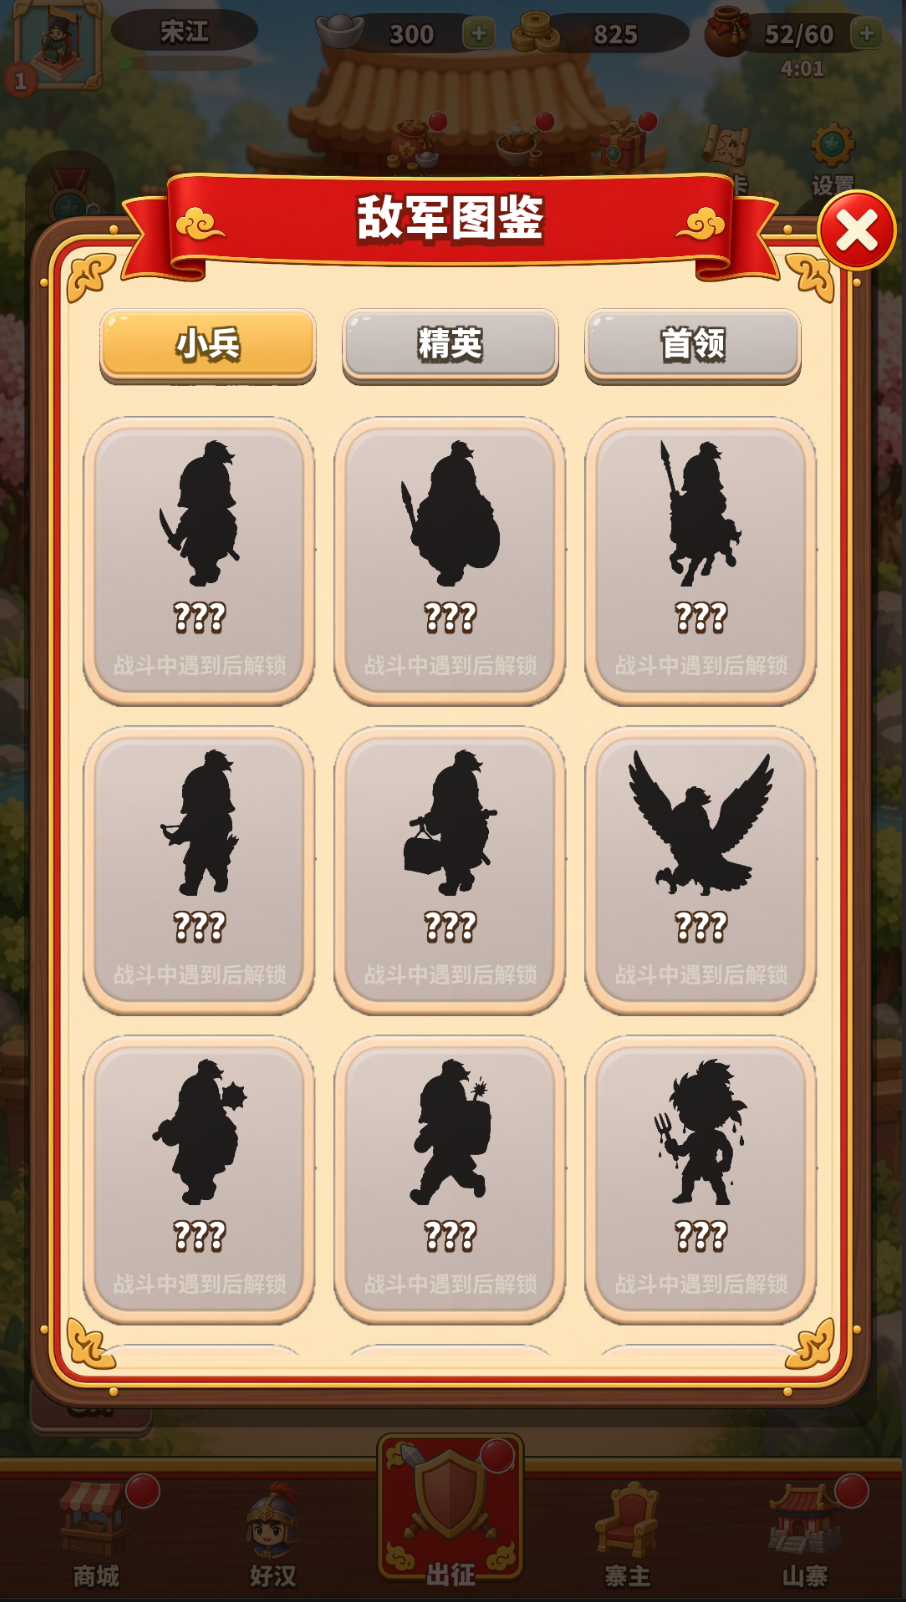 宋江
300
825
52/60
1
4:01
设置
敌军图鉴
小兵
精英
首领
???
???
???
战斗中遇到后解锁
战斗中遇到后解锁
战斗中遇到后解锁
???
???
???
战斗中遇到后解锁
战斗中遇到后解锁
战斗中遇到后解锁
???
???
???
战斗中遇到后解锁
战斗中遇到后解锁
战斗中遇到后解锁
商城
好汉
出征
寨主
山寨